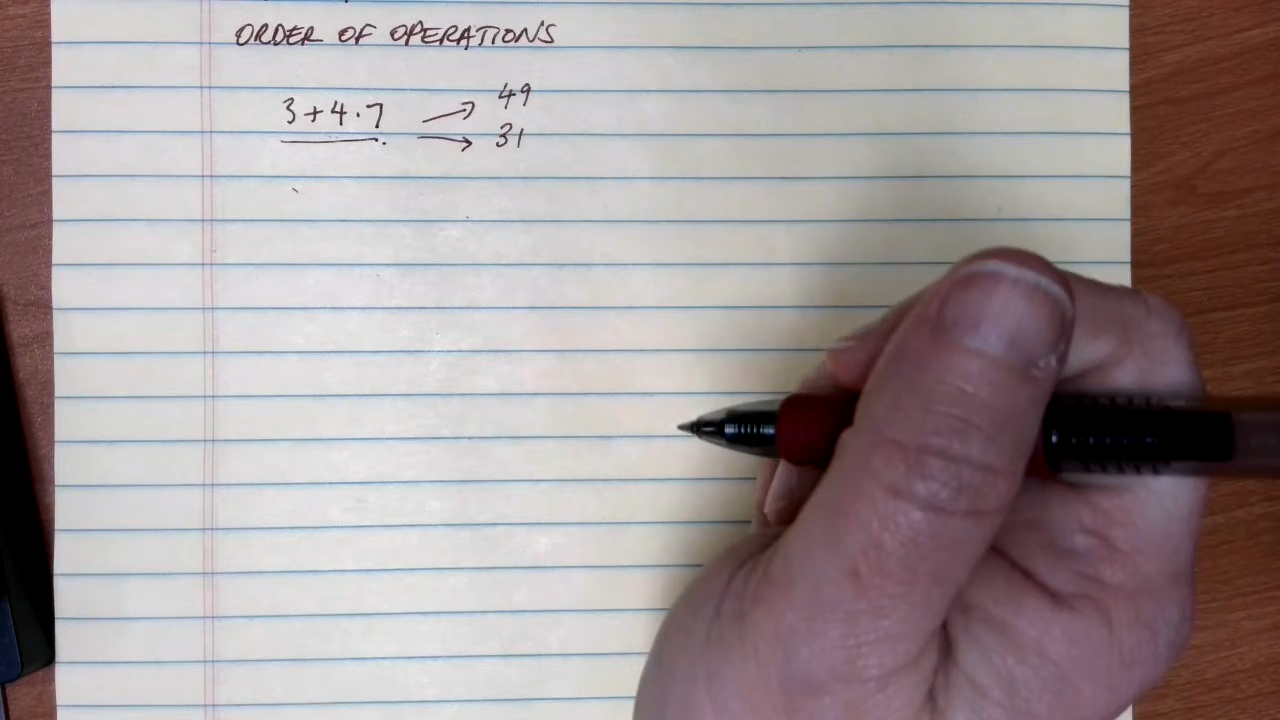 ORDER OF OPERATIONS
3+4·7 → 49
→ 31